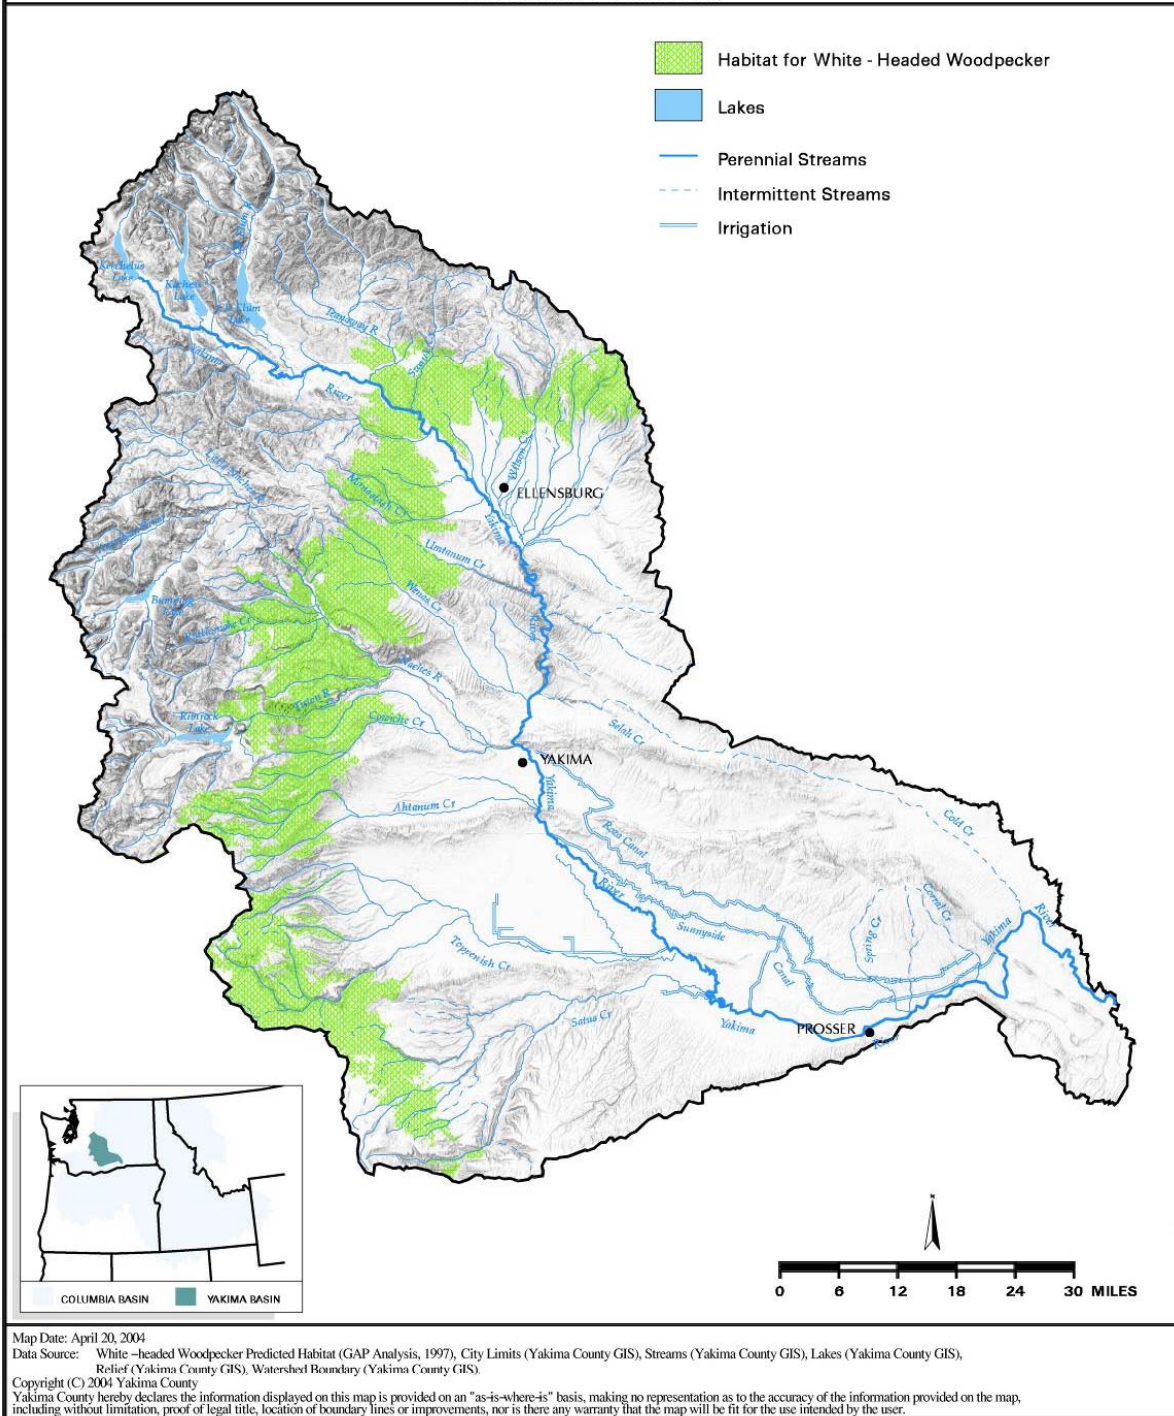 Habitat for White - Headed Woodpecker
Lakes
Perennial Streams
Intermittent Streams
Irrigation
Cle Elum R
Keechelus
Lake
Kachess
Lake
Lake
Teanaway R
Swauk
River
Wilson Cr
ELLENSBURG
Little Naches R
Manastash Cr
Yakima
Umtanum Cr
Wenas Cr
Bumping
Lake
River
Rattlesnake Cr
Naches R
Tieton R
Rimrock
Lake
Cowiche Cr
Selah Cr
YAKIMA
Yakima
Ahtanum Cr
Roza Canal
Cold Cr
River
Sunnyside
Canal
Spring Cr
Corral Cr
Yakima
River
Toppenish Cr
Satus Cr
Yakima
PROSSER
River
COLUMBIA BASIN
YAKIMA BASIN
N
0 6 12 18 24 30 MILES
Map Date: April 20, 2004
Data Source: White -headed Woodpecker Predicted Habitat (GAP Analysis, 1997), City Limits (Yakima County GIS), Streams (Yakima County GIS), Lakes (Yakima County GIS),
Relief (Yakima County GIS), Watershed Boundary (Yakima County GIS).
Copyright (C) 2004 Yakima County
Yakima County hereby declares the information displayed on this map is provided on an "as-is-where-is" basis, making no representation as to the accuracy of the information provided on the map,
including without limitation, proof of legal title, location of boundary lines or improvements, nor is there any warranty that the map will be fit for the use intended by the user.